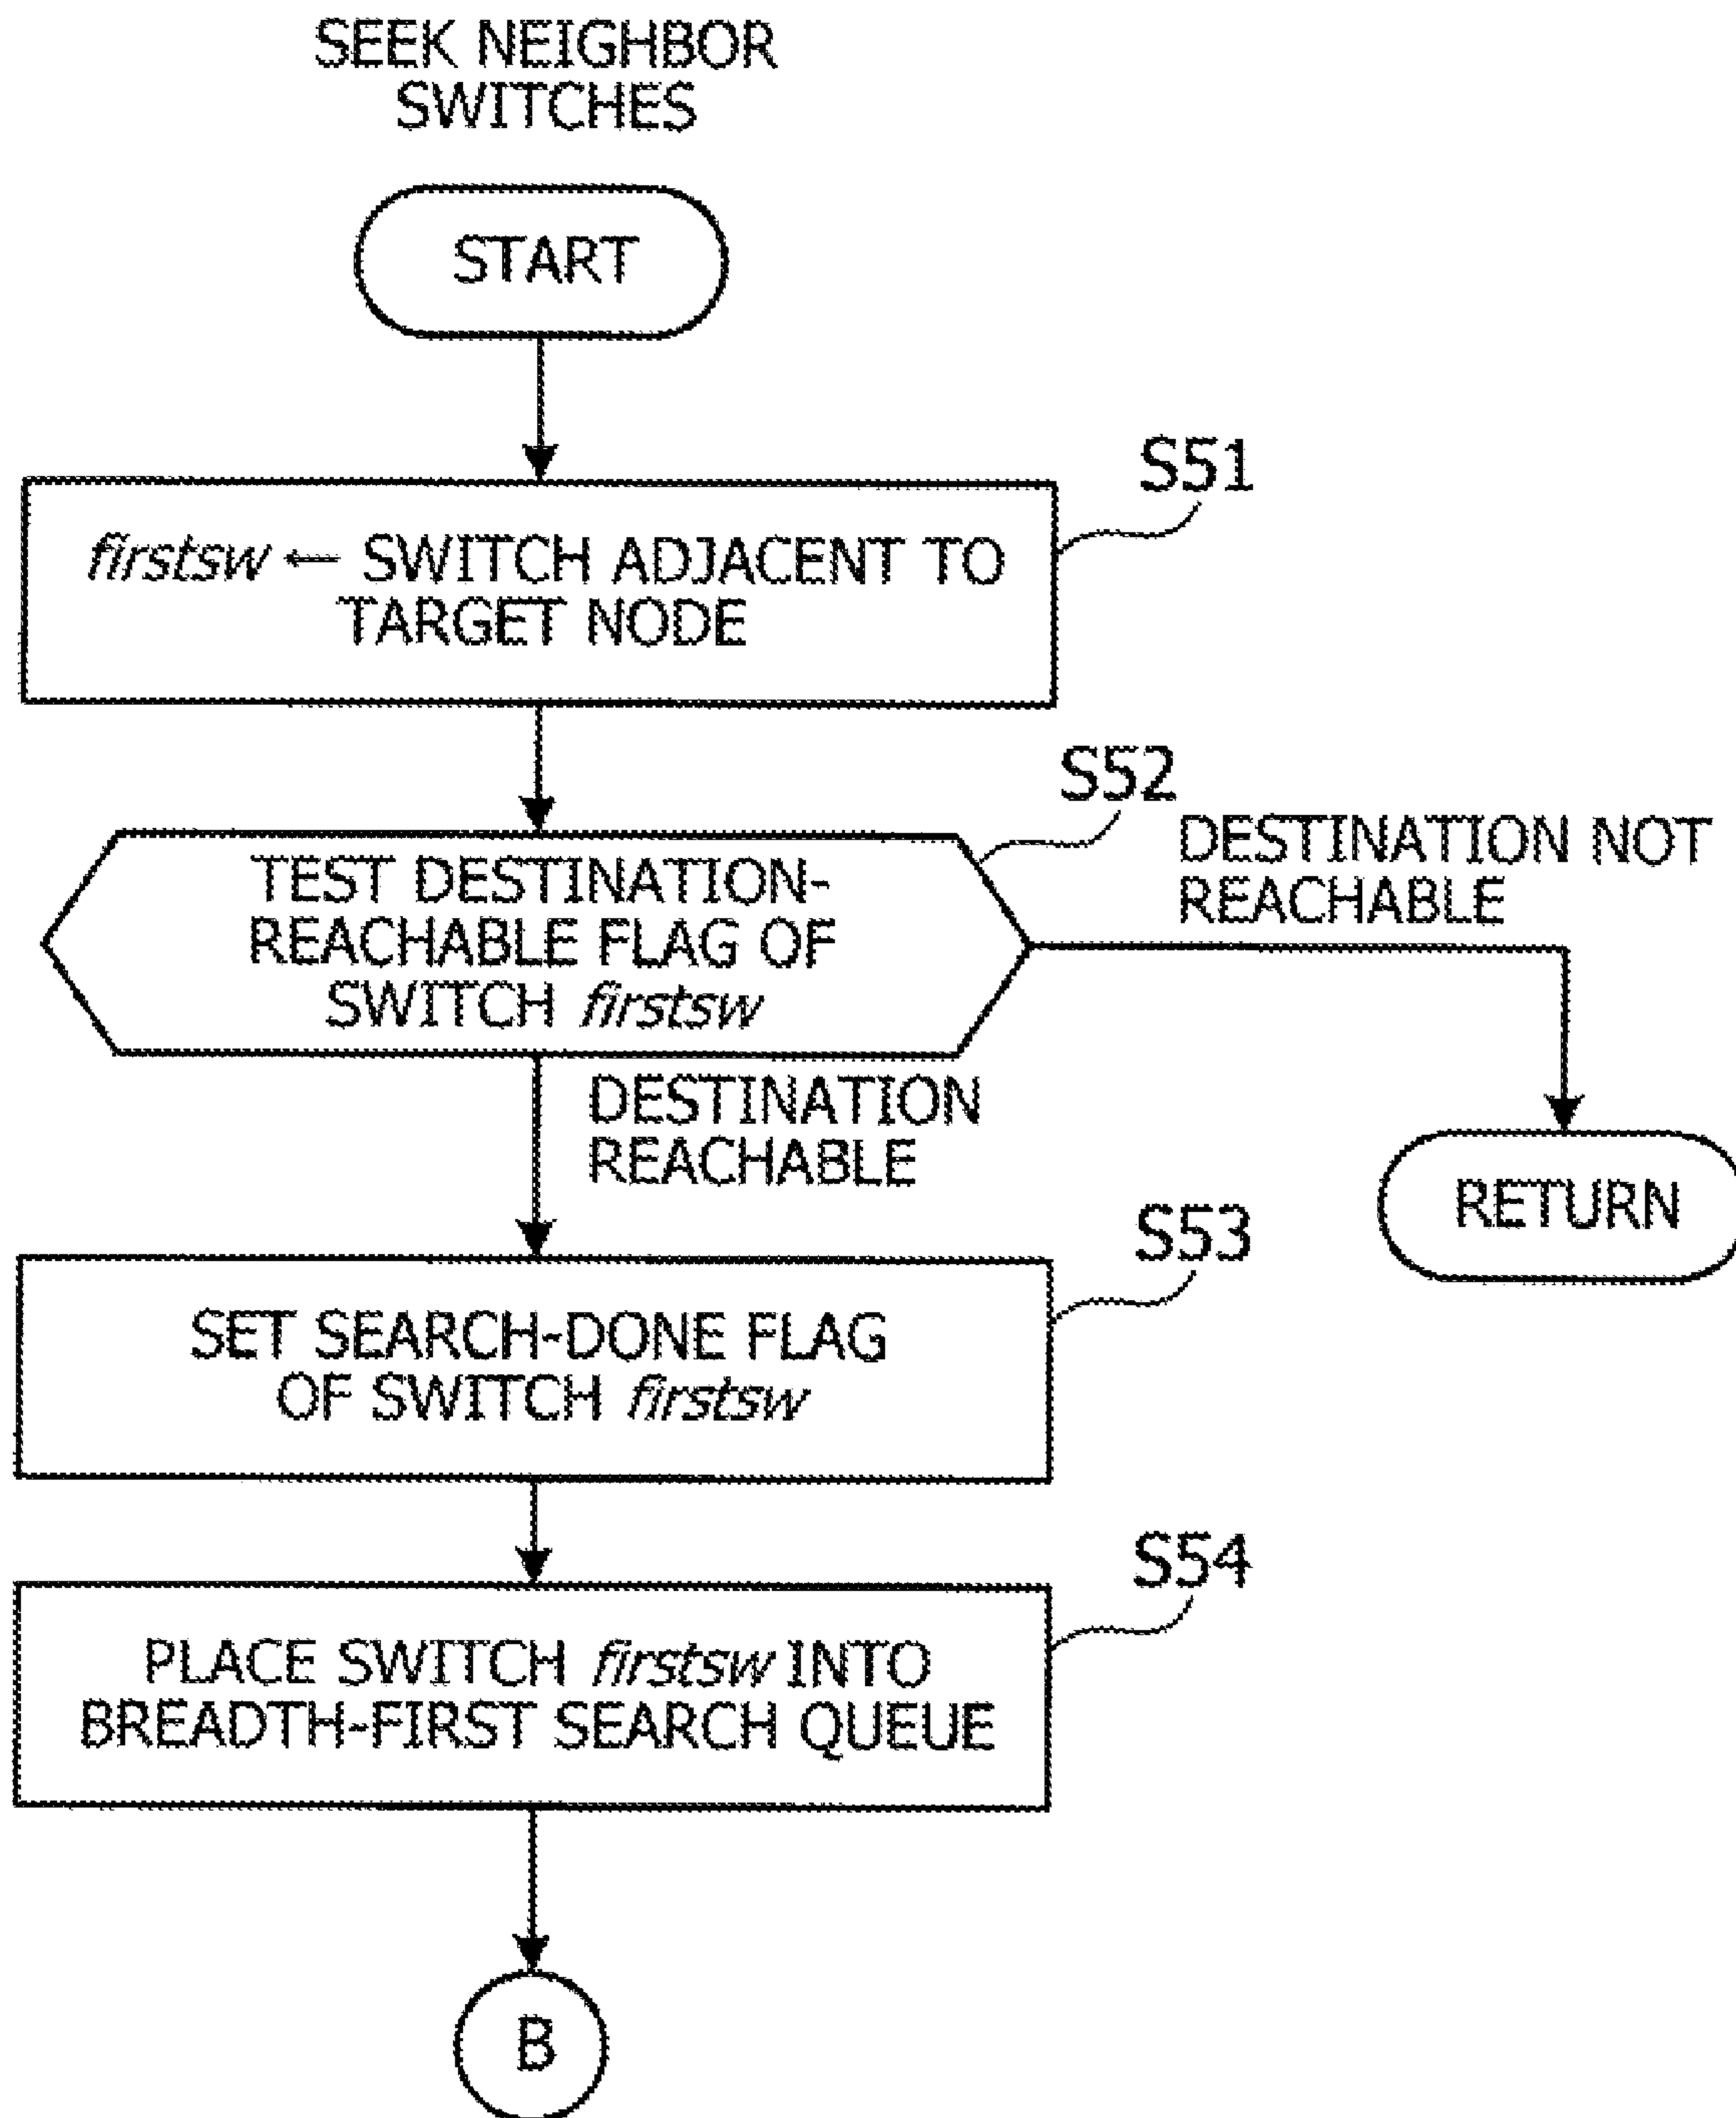 SEEK NEIGHBOR
SWITCHES
START
S51
firstsw ← SWITCH ADJACENT TO
TARGET NODE
S52
TEST DESTINATION-
REACHABLE FLAG OF
SWITCH firstsw
DESTINATION NOT
REACHABLE
DESTINATION
REACHABLE
RETURN
S53
SET SEARCH-DONE FLAG
OF SWITCH firstsw
S54
PLACE SWITCH firstsw INTO
BREADTH-FIRST SEARCH QUEUE
B